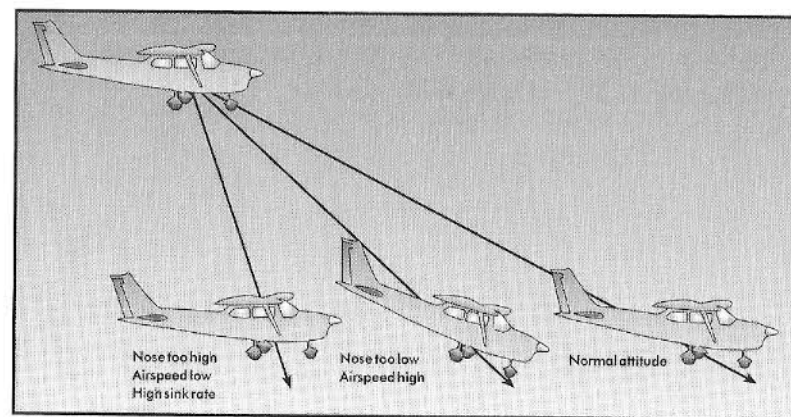 Nose too high
Airspeed low
High sink rate
Nose too low
Airspeed high
Normal attitude